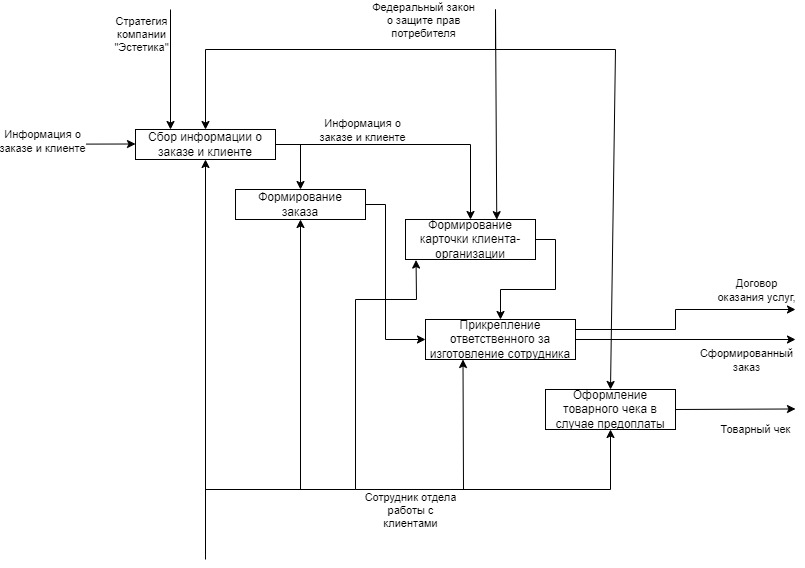 Стратегия
компании
"Эстетика"
Федеральный закон
о защите прав
потребителя
Информация о
заказе и клиенте
Сбор информации о
заказе и клиенте
Информация о
заказе и клиенте
Формирование
заказа
Формирование
карточки клиента-
организации
Договор
оказания услуг,
Прикрепление
ответственного за
изготовление сотрудника
Сформированный
заказ
Оформление
товарного чека в
случае предоплаты
Товарный чек
Сотрудник отдела
работы с
клиентами